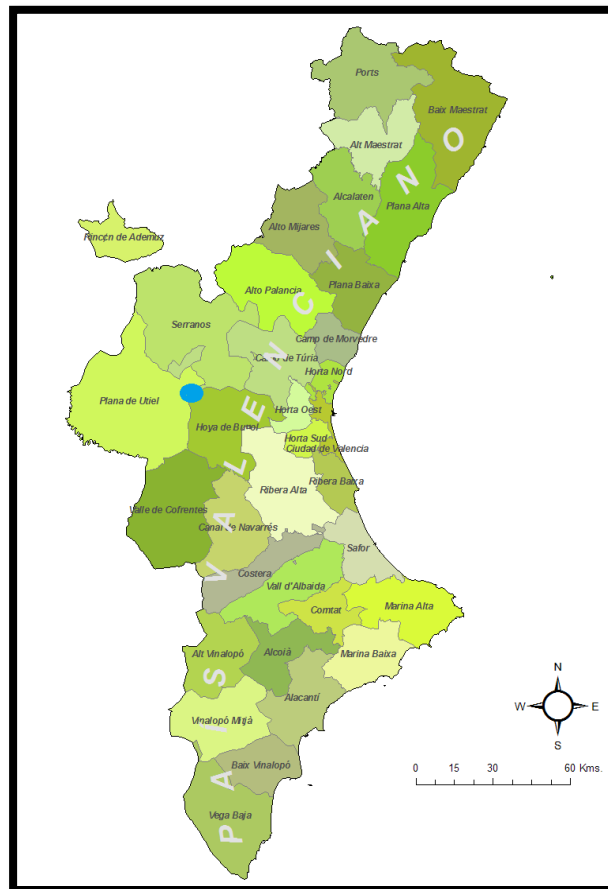 Ports
Baix Maestrat
Alt Maestrat
Alcalaten
Plana Alta
Alto Mijares
Rincón de Ademuz
Plana Baixa
Alto Palancia
Serranos
Camp de Morvedre
Camp de Túria
Horta Nord
Plana de Utiel
Horta Oest
Hoya de Buñol
Horta Sud
Ciudad de Valencia
Ribera Baixa
Ribera Alta
Valle de Cofrentes
Canal de Navarrés
Safor
Costera
Vall d'Albaida
Comtat
Marina Alta
Alt Vinalopó
Alcoià
Marina Baixa
Alacantí
Vinalopó Mitjà
Baix Vinalopó
Vega Baja
PAIS VALENCIANO
N
W E
S
0 15 30 60 Kms.